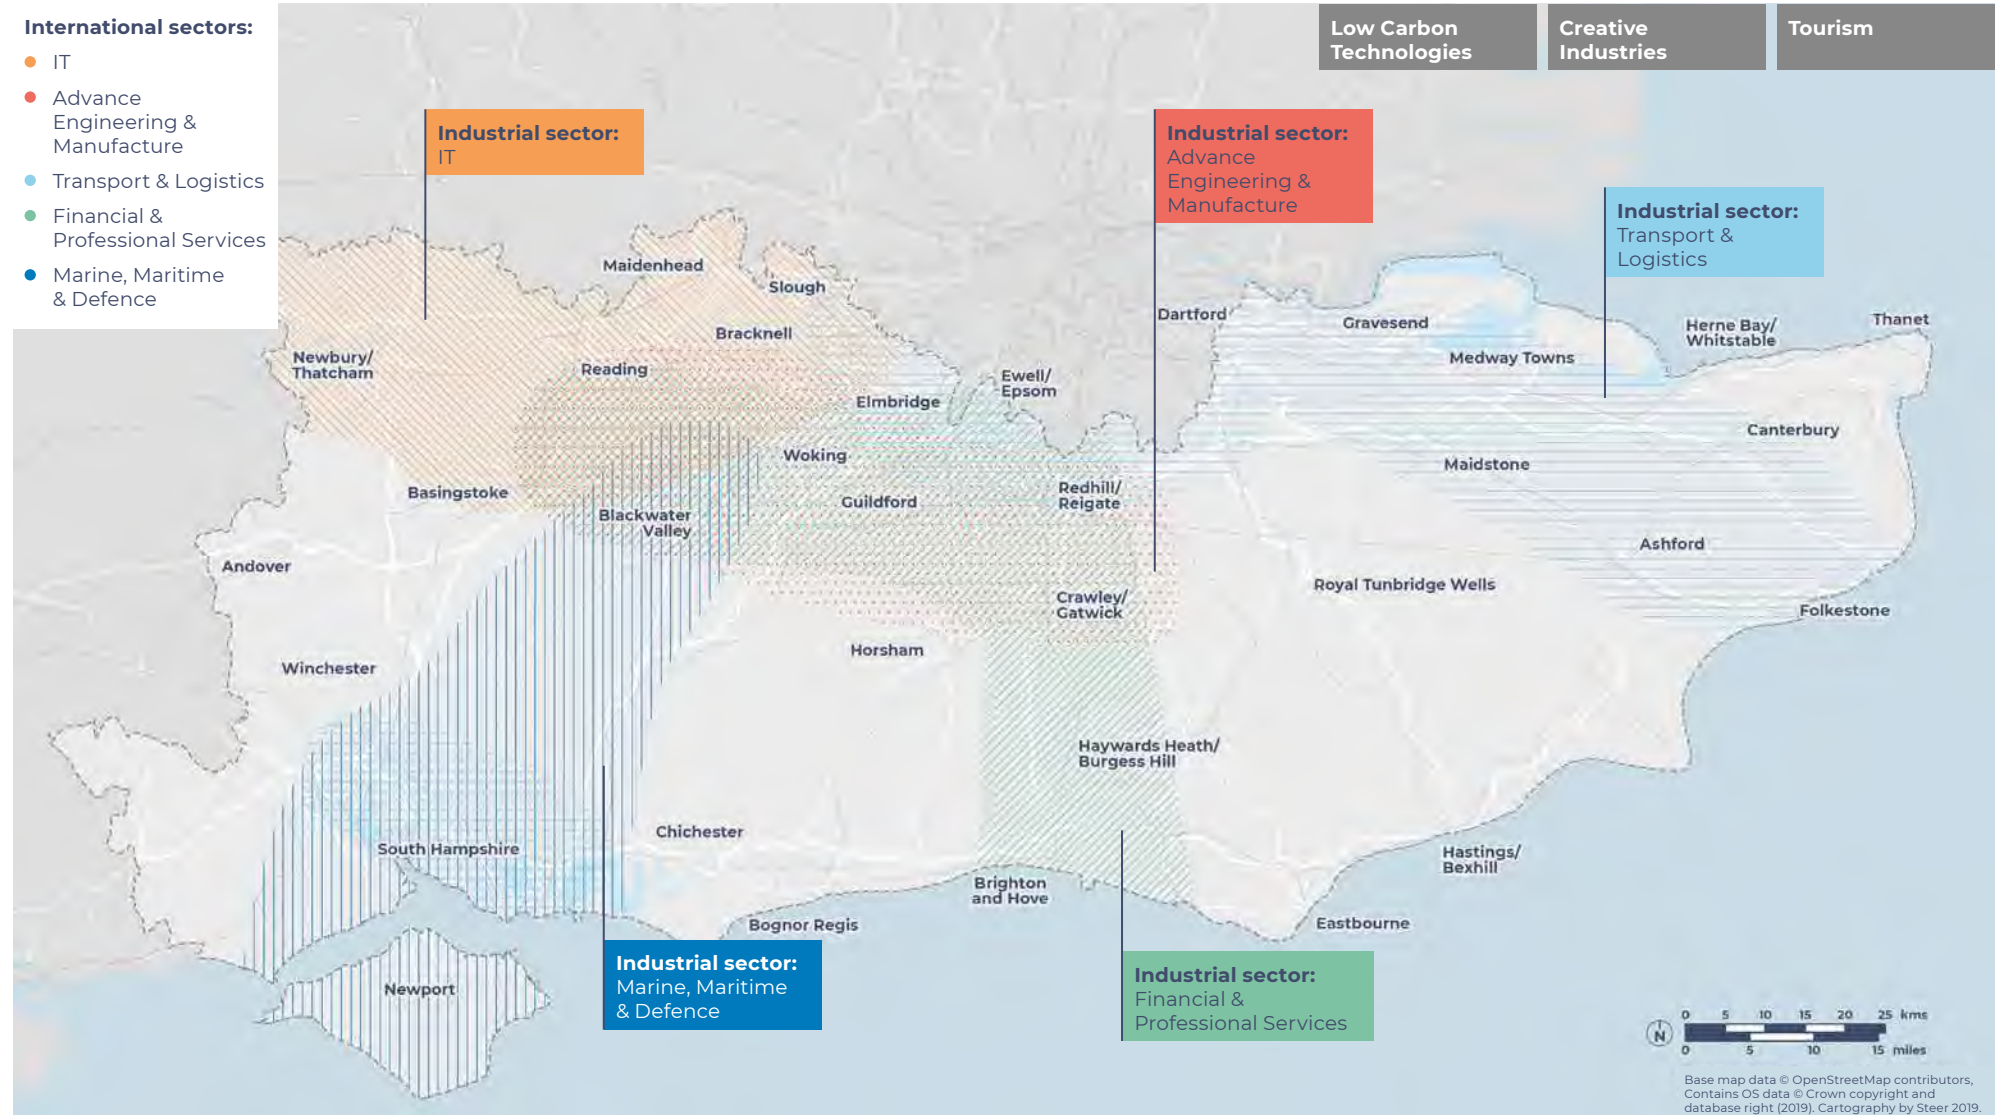 International sectors:
IT
Advance
Engineering &
Manufacture
Transport & Logistics
Financial &
Professional Services
Marine, Maritime
& Defence
Low Carbon
Technologies
Creative
Industries
Tourism
Industrial sector:
IT
Industrial sector:
Advance
Engineering &
Manufacture
Industrial sector:
Transport &
Logistics
Maidenhead
Slough
Bracknell
Newbury/
Thatcham
Reading
Elmbridge
Ewell/
Epsom
Dartford
Gravesend
Medway Towns
Herne Bay/
Whitstable
Thanet
Canterbury
Maidstone
Woking
Guildford
Redhill/
Reigate
Basingstoke
Blackwater
Valley
Andover
Ashford
Royal Tunbridge Wells
Crawley/
Gatwick
Folkestone
Horsham
Winchester
Haywards Heath/
Burgess Hill
Chichester
South Hampshire
Hastings/
Bexhill
Brighton
and Hove
Bognor Regis
Eastbourne
Newport
Industrial sector:
Marine, Maritime
& Defence
Industrial sector:
Financial &
Professional Services
N
0 5 10 15 20 25 kms
0 5 10 15 miles
Base map data © OpenStreetMap contributors,
Contains OS data © Crown copyright and
database right (2019). Cartography by Steer 2019.